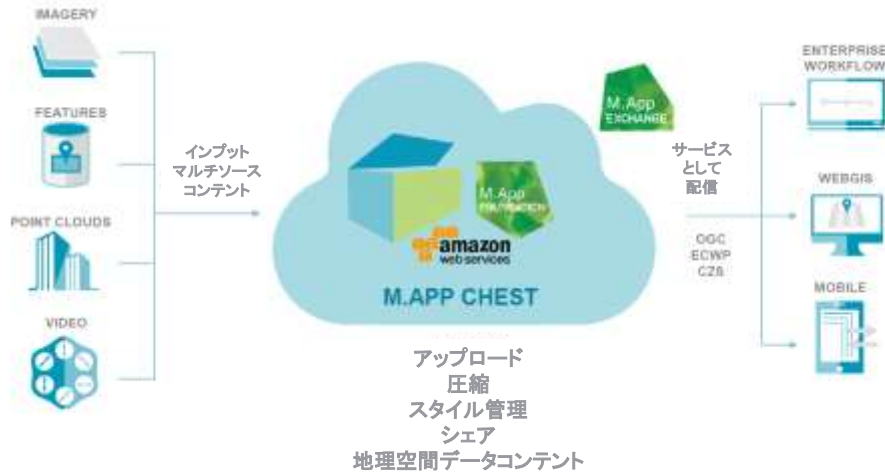 IMAGERY
FEATURES
POINT CLOUDS
VIDEO
インプット
マルチソース
コンテント
M.App
EXCHANGE
M.App
FOUNDATION
amazon
web services
M.APP CHEST
アップロード
圧縮
スタイル管理
シェア
地理空間データコンテント
サービス
として
配信
OGC
ECWP
CZS
ENTERPRISE
WORKFLOW
WEBGIS
MOBILE